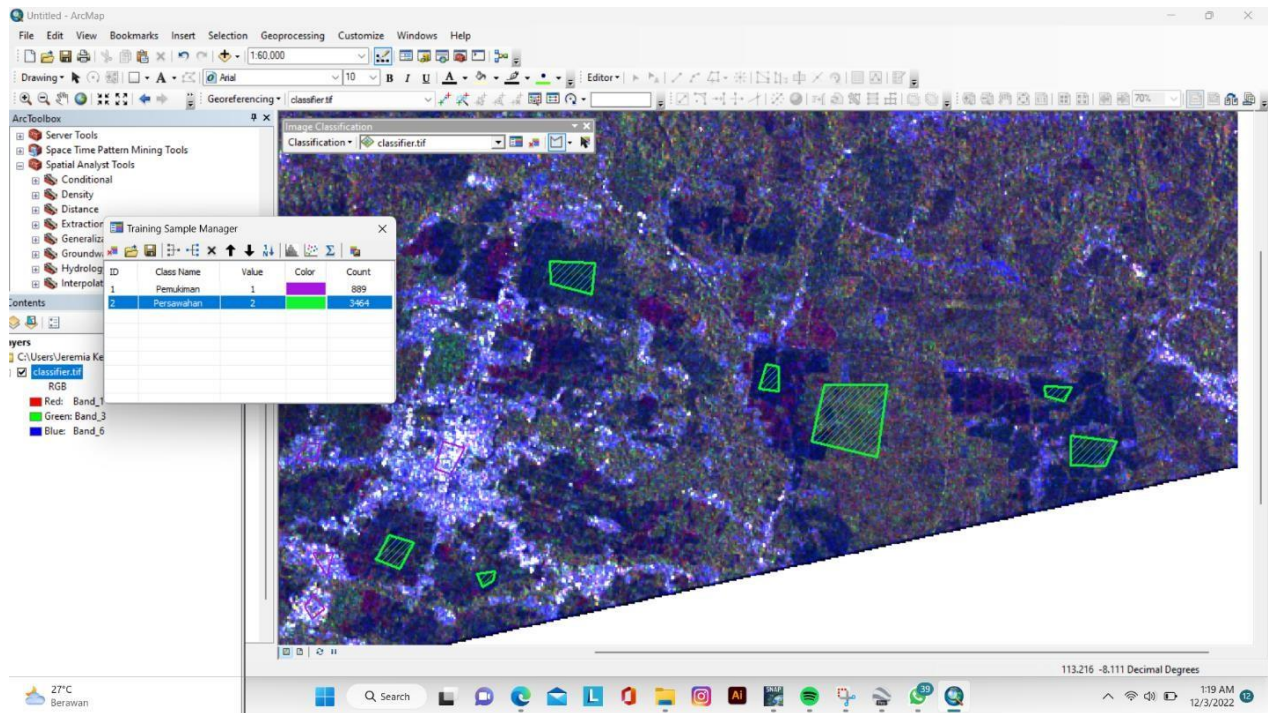 Untitled - ArcMap
File Edit View Bookmarks Insert Selection Geoprocessing Customize Windows Help
1:60,000
Drawing A Arial 10 B I U A Editor
Georeferencing classifier.tif 70%
ArcToolbox
Server Tools
Space Time Pattern Mining Tools
Spatial Analyst Tools
Conditional
Density
Distance
Extraction
Generaliza
Groundw
Hydrolog
Interpolat
Image Classification
Classification classifier.tif
Training Sample Manager
ID Class Name Value Color Count
1 Pemukiman 1 889
2 Persawahan 2 3464
Contents
ayers
C:\Users\Jeremia Ke
classifier.tif
RGB
Red: Band_1
Green: Band_3
Blue: Band_6
113.216 -8.111 Decimal Degrees
27°C
Berawan
Search
L
Ai
SNAP
39
1:19 AM
12/3/2022
12